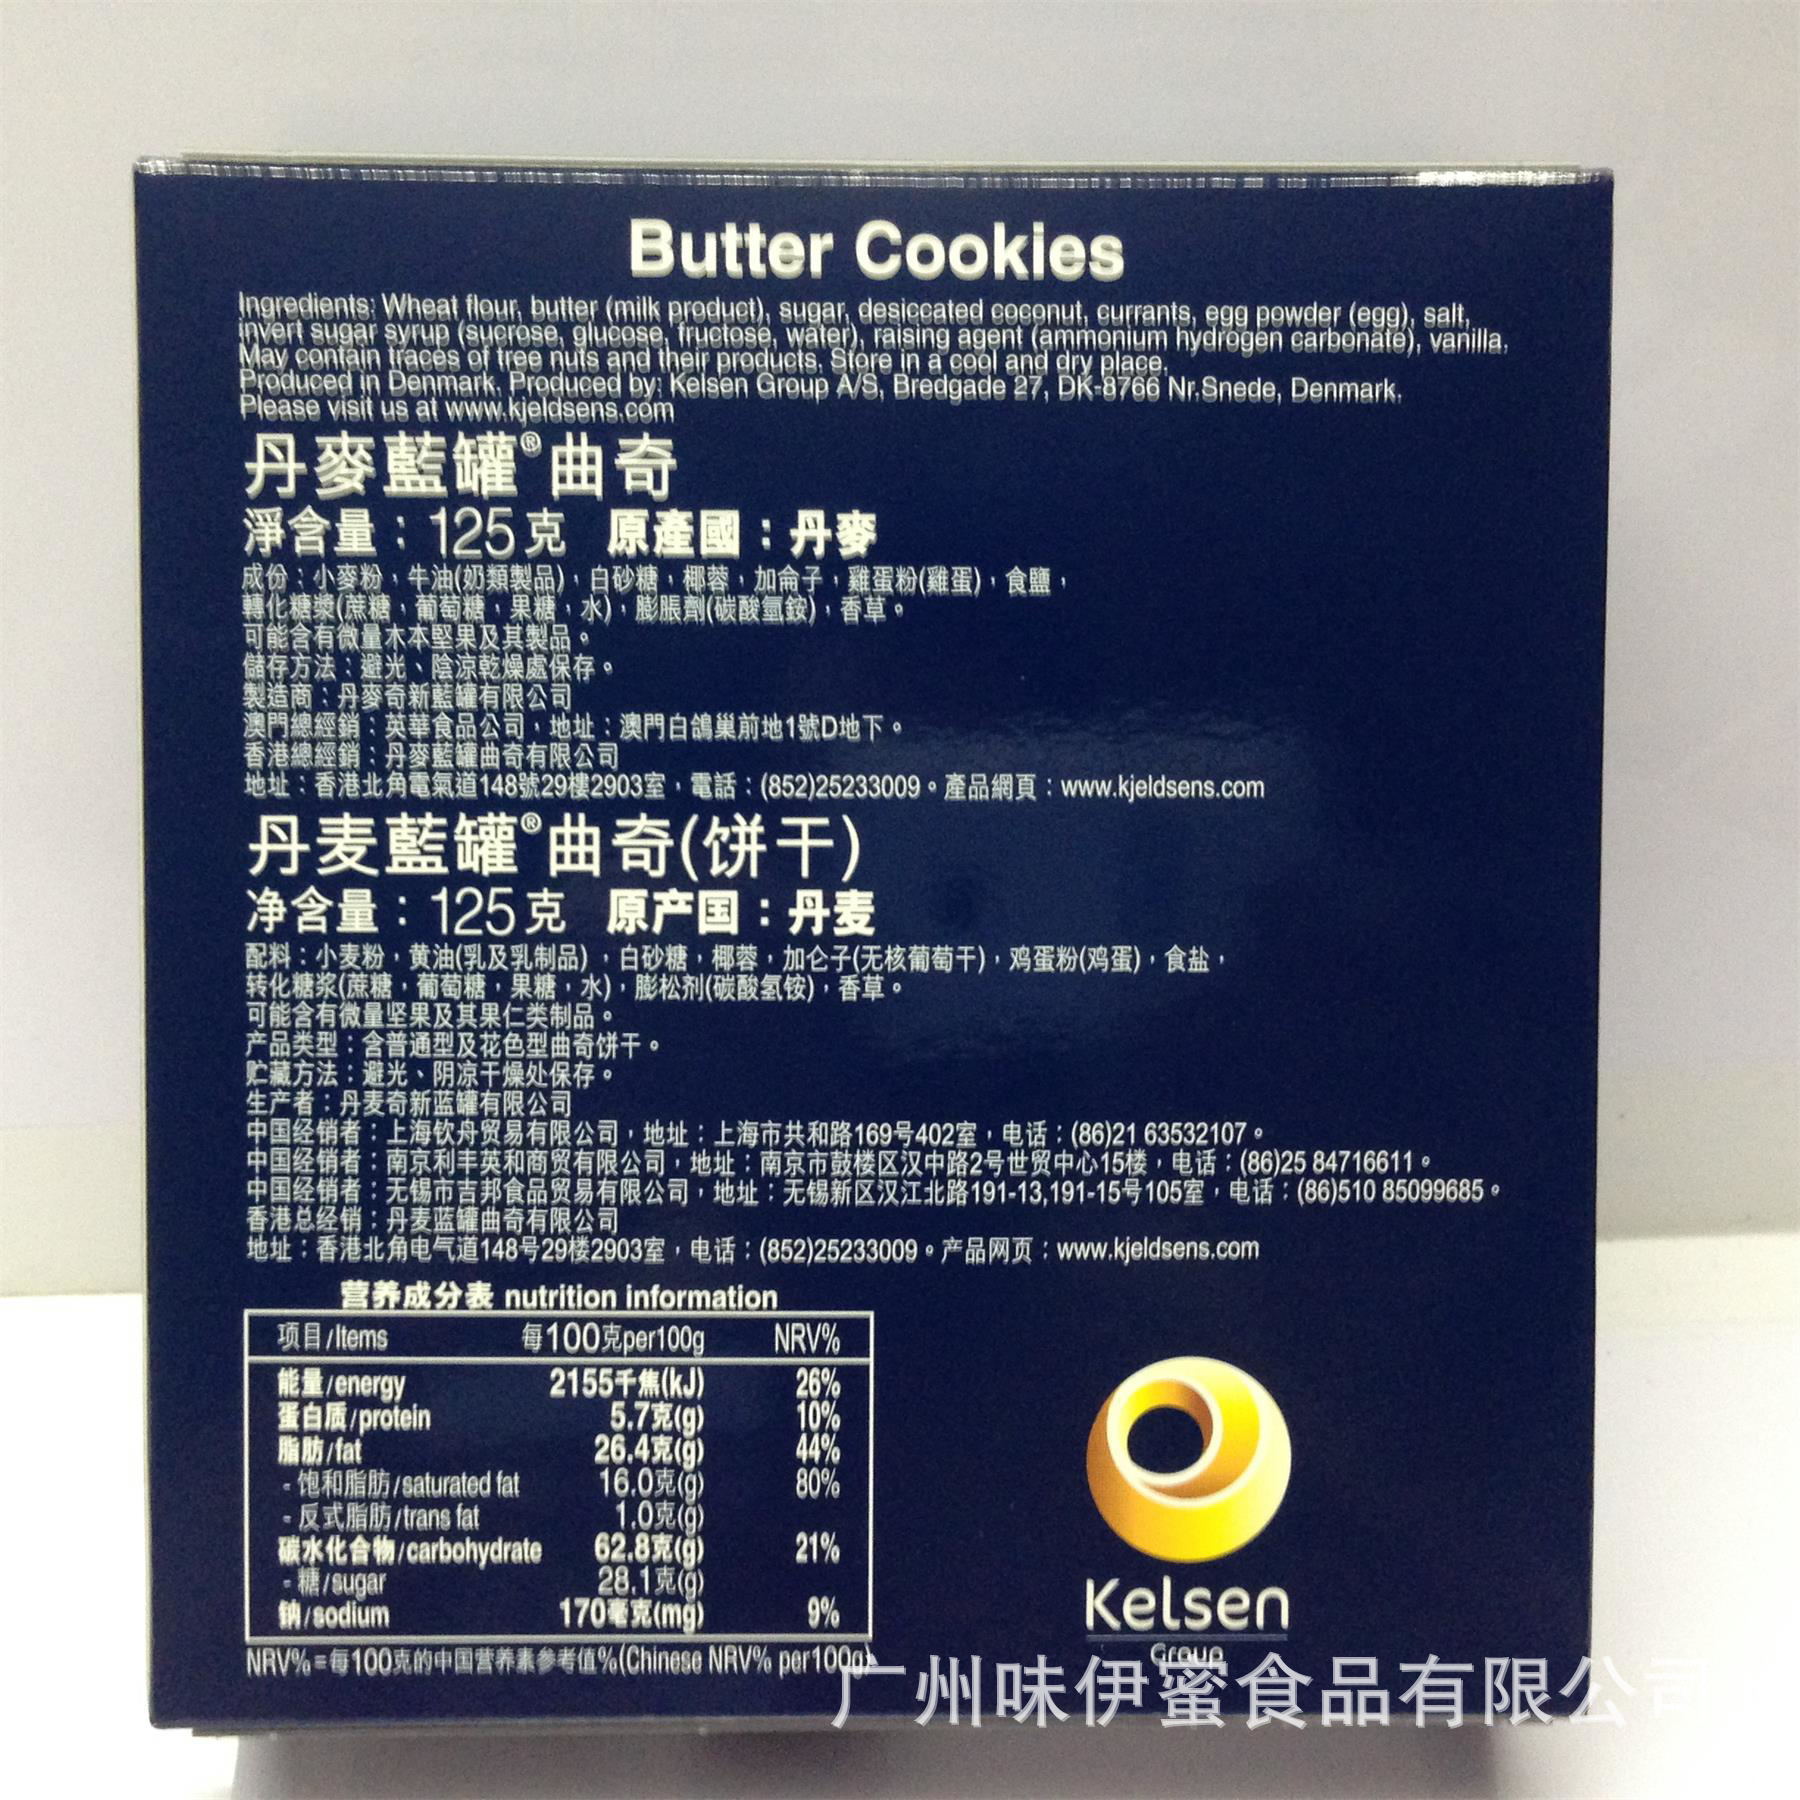 Butter Cookies
Ingredients: Wheat flour, butter (milk product), sugar, desiccated coconut, currants, egg powder (egg), salt,
invert sugar syrup (sucrose, glucose, fructose, water), raising agent (ammonium hydrogen carbonate), vanilla.
May contain traces of tree nuts and their products. Store in a cool and dry place.
Produced in Denmark. Produced by: Kelsen Group A/S, Bredgade 27, DK-8766 Nr.Snede, Denmark.
Please visit us at www.kjeldsens.com
丹麥藍罐®曲奇
淨含量：125克 原產國：丹麥
成份：小麥粉，牛油(奶類製品)，白砂糖，椰蓉，加侖子，雞蛋粉(雞蛋)，食鹽，
轉化糖漿(蔗糖，葡萄糖，果糖，水)，膨脹劑(碳酸氫銨)，香草。
可能含有微量木本堅果及其製品。
儲存方法：避光、陰涼乾燥處保存。
製造商：丹麥奇新藍罐有限公司
澳門總經銷：英華食品公司，地址：澳門白鴿巢前地1號D地下。
香港總經銷：丹麥藍罐曲奇有限公司
地址：香港北角電氣道148號29樓2903室，電話：(852)25233009。產品網頁：www.kjeldsens.com
丹麦藍罐®曲奇(饼干)
净含量：125克 原产国：丹麦
配料：小麦粉，黄油(乳及乳制品)，白砂糖，椰蓉，加仑子(无核葡萄干)，鸡蛋粉(鸡蛋)，食盐，
转化糖浆(蔗糖，葡萄糖，果糖，水)，膨松剂(碳酸氢铵)，香草。
可能含有微量坚果及其果仁类制品。
产品类型：含普通型及花色型曲奇饼干。
贮藏方法：避光、阴凉干燥处保存。
生产者：丹麦奇新蓝罐有限公司
中国经销者：上海钦舟贸易有限公司，地址：上海市共和路169号402室，电话：(86)21 63532107。
中国经销者：南京利丰英和商贸有限公司，地址：南京市鼓楼区汉中路2号世贸中心15楼，电话：(86)25 84716611。
中国经销者：无锡市吉邦食品贸易有限公司，地址：无锡新区汉江北路191-13,191-15号105室，电话：(86)510 85099685。
香港总经销：丹麦蓝罐曲奇有限公司
地址：香港北角电气道148号29楼2903室，电话：(852)25233009。产品网页：www.kjeldsens.com
营养成分表 nutrition information
项目/Items 每100克per100g NRV%
能量/energy 2155千焦(kJ) 26%
蛋白质/protein 5.7克(g) 10%
脂肪/fat 26.4克(g) 44%
- 饱和脂肪/saturated fat 16.0克(g) 80%
- 反式脂肪/trans fat 1.0克(g)
碳水化合物/carbohydrate 62.8克(g) 21%
- 糖/sugar 28.1克(g)
钠/sodium 170毫克(mg) 9%
NRV%=每100克的中国营养素参考值%(Chinese NRV% per100g)
Kelsen
Group
广州味伊蜜食品有限公司